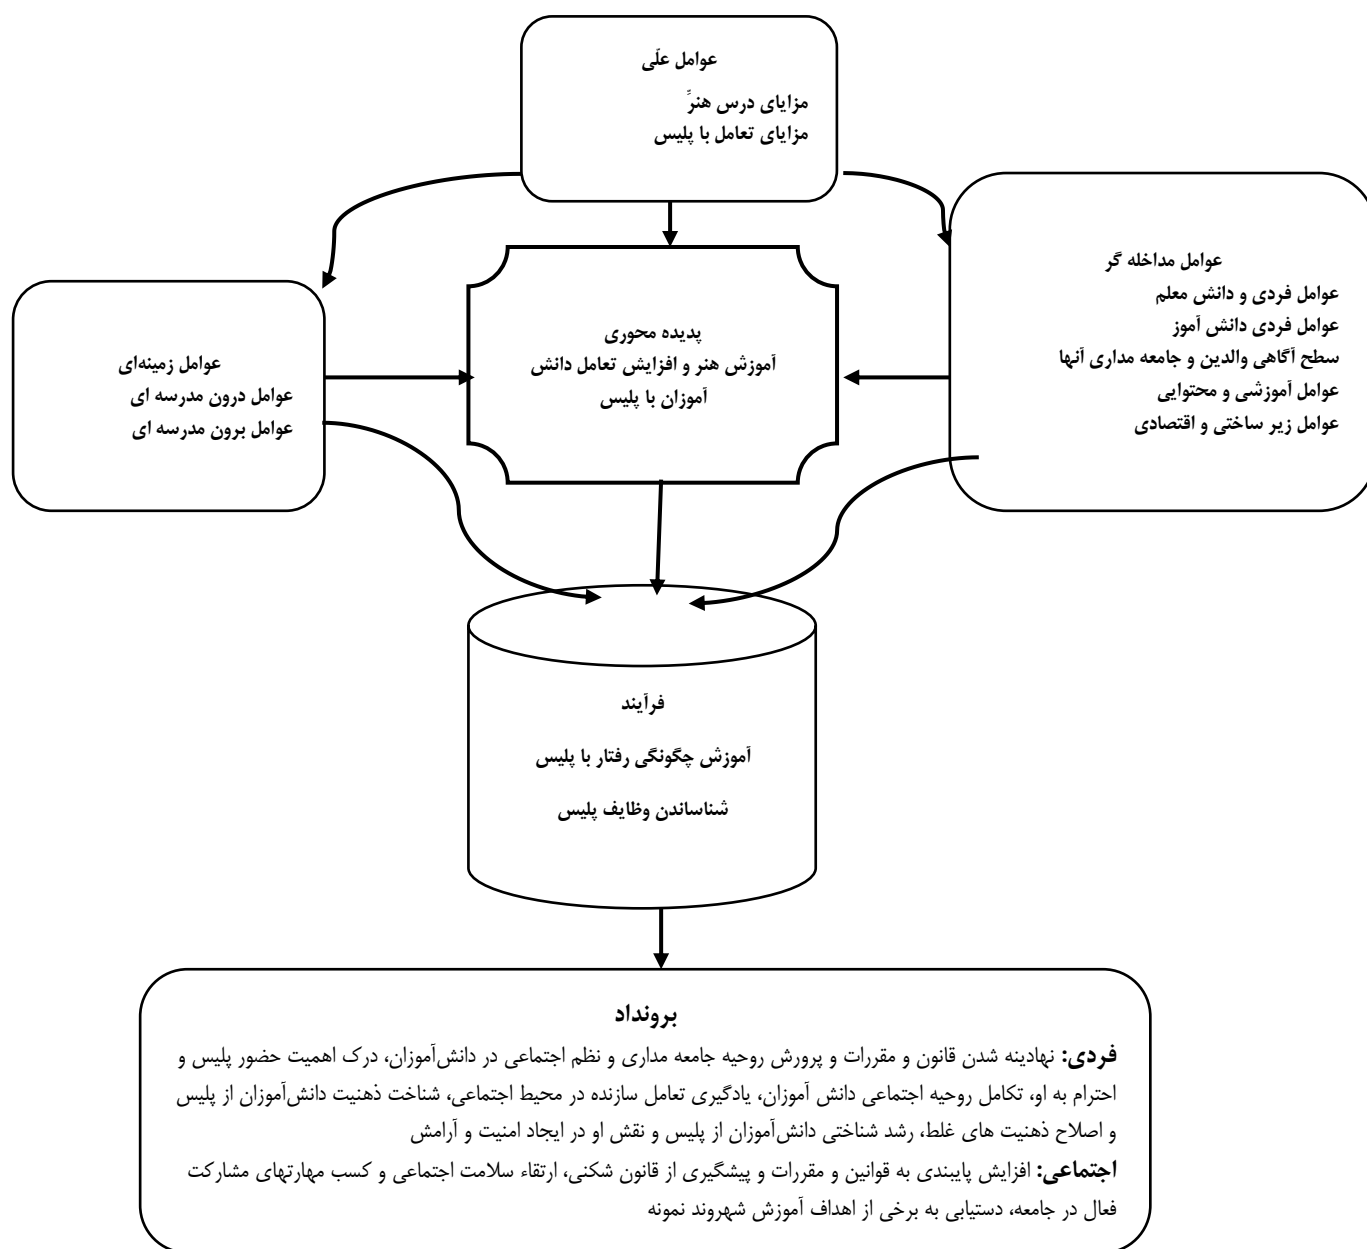 عوامل علّی
مزایای درس هنرِّ
مزایای تعامل با پلیس
عوامل مداخله گر
عوامل فردی و دانش معلم
عوامل فردی دانش آموز
سطح آگاهی والدین و جامعه مداری آنها
عوامل آموزشی و محتوایی
عوامل زیر ساختی و اقتصادی
پدیده محوری
آموزش هنر و افزایش تعامل دانش
آموزان با پلیس
عوامل زمینه‌ای
عوامل درون مدرسه ای
عوامل برون مدرسه ای
فرآیند
آموزش چگونگی رفتار با پلیس
شناساندن وظایف پلیس
برونداد
فردی: نهادینه شدن قانون و مقررات و پرورش روحیه جامعه مداری و نظم اجتماعی در دانش‌آموزان، درک اهمیت حضور پلیس و
احترام به او، تکامل روحیه اجتماعی دانش آموزان، یادگیری تعامل سازنده در محیط اجتماعی، شناخت ذهنیت دانش‌آموزان از پلیس
و اصلاح ذهنیت های غلط، رشد شناختی دانش‌آموزان از پلیس و نقش او در ایجاد امنیت و آرامش
اجتماعی: افزایش پایبندی به قوانین و مقررات و پیشگیری از قانون شکنی، ارتقاء سلامت اجتماعی و کسب مهارتهای مشارکت
فعال در جامعه، دستیابی به برخی از اهداف آموزش شهروند نمونه